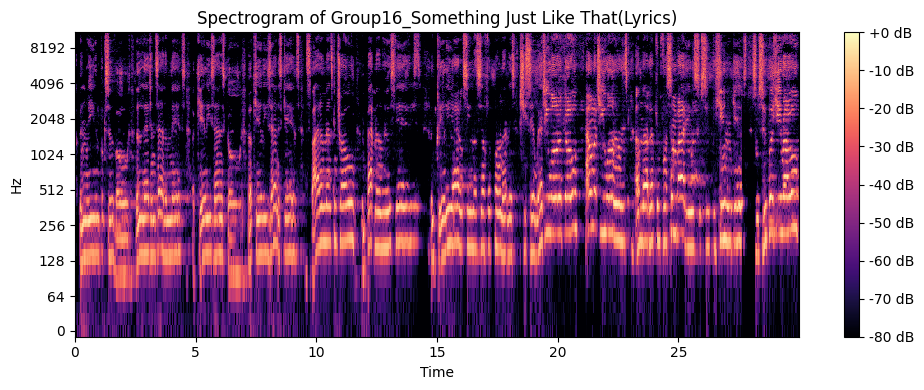 Spectrogram of Group16_Something Just Like That(Lyrics)
8192
4096
2048
1024
512
256
128
64
0
Hz
0 5 10 15 20 25
Time
+0 dB
-10 dB
-20 dB
-30 dB
-40 dB
-50 dB
-60 dB
-70 dB
-80 dB